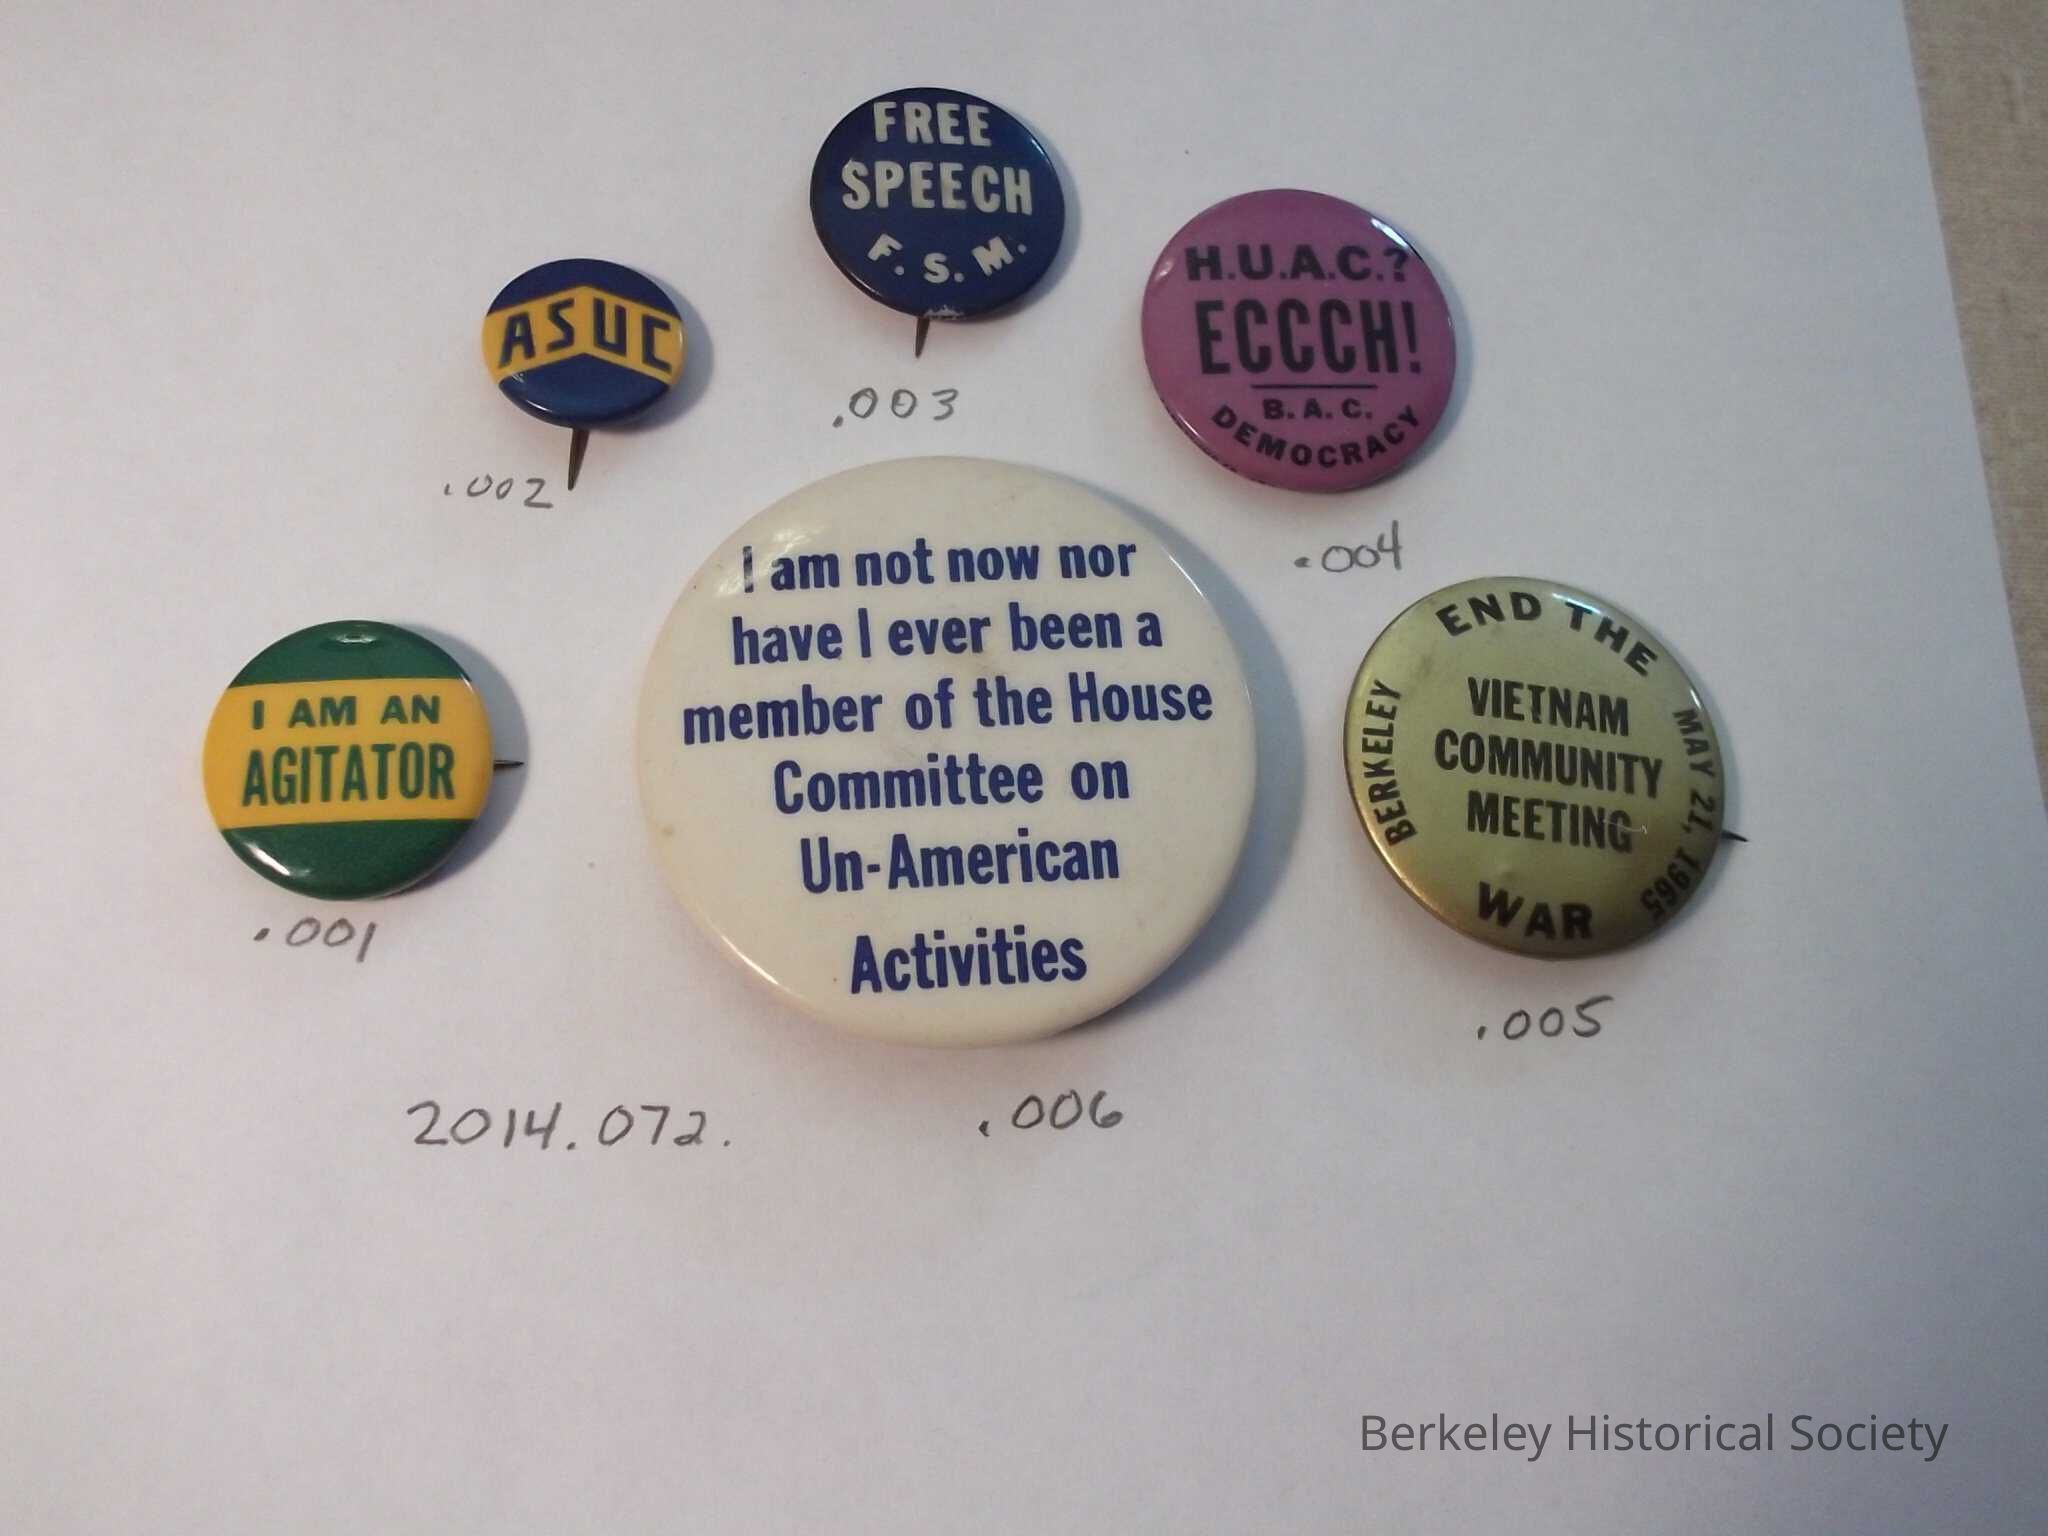 FREE
SPEECH
F. S. M.
.003
ASUC
.002
H.U.A.C.?
ECCCH!
B. A. C.
DEMOCRACY
.004
I AM AN
AGITATOR
.001
I am not now nor
have I ever been a
member of the House
Committee on
Un-American
Activities
.006
END THE
BERKELEY
VIETNAM
COMMUNITY
MEETING
MAY 21, 1965
WAR
.005
2014.072.
Berkeley Historical Society